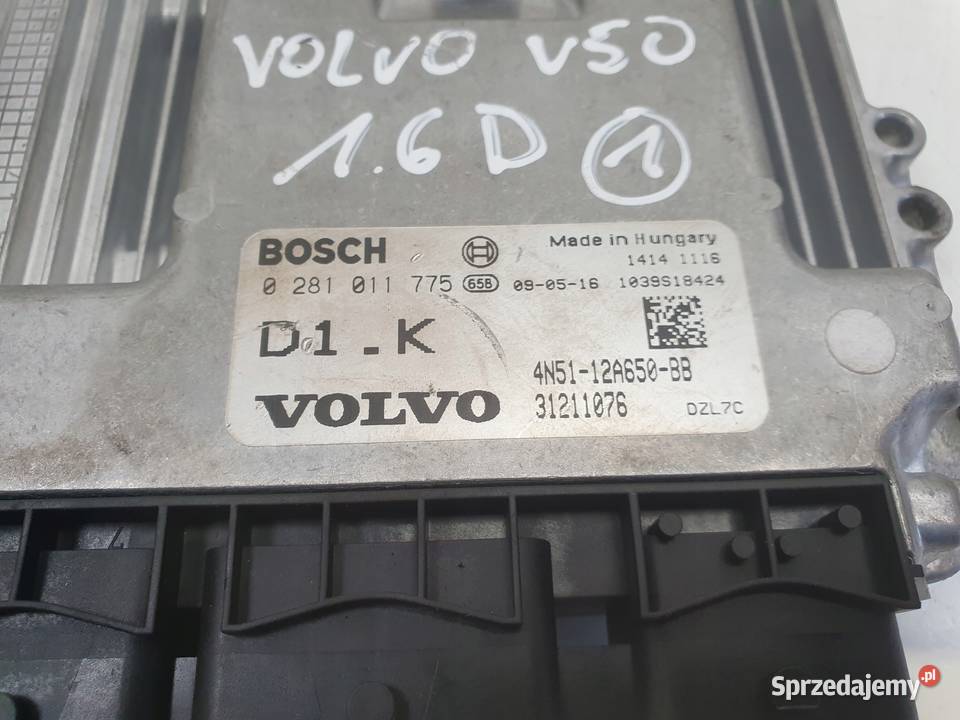 VOLVO V50
1.6D 1
BOSCH
Made in Hungary
1414 1116
0 281 011 775 65B 09-05-16 1039S18424
D1.K
4N51-12A650-BB
VOLVO 31211076 DZL7C
Sprzedajemy.pl